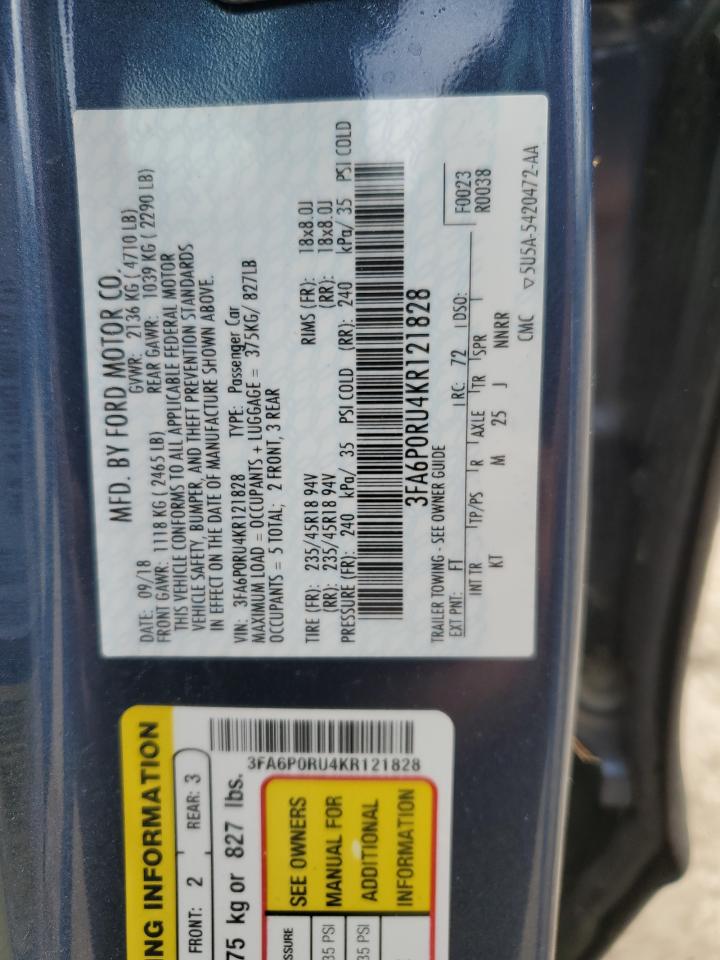 MFD. BY FORD MOTOR CO.
DATE: 09/18 GVWR: 2136 KG ( 4710 LB)
FRONT GAWR: 1118 KG ( 2465 LB) REAR GAWR: 1039 KG ( 2290 LB)
THIS VEHICLE CONFORMS TO ALL APPLICABLE FEDERAL MOTOR
VEHICLE SAFETY, BUMPER, AND THEFT PREVENTION STANDARDS
IN EFFECT ON THE DATE OF MANUFACTURE SHOWN ABOVE.
VIN: 3FA6P0RU4KR121828 TYPE: Passenger Car
MAXIMUM LOAD = OCCUPANTS + LUGGAGE = 375KG/ 827LB
OCCUPANTS = 5 TOTAL; 2 FRONT, 3 REAR
TIRE (FR): 235/45R18 94V RIMS (FR): 18x8.0J
(RR): 235/45R18 94V (RR): 18x8.0J
PRESSURE (FR): 240 kPa/ 35 PSI COLD (RR): 240 kPa/ 35 PSI COLD
3FA6P0RU4KR121828
TRAILER TOWING - SEE OWNER GUIDE
EXT PNT: FT RC: 72 DSO: F0023
R0038
INT TR TP/PS R AXLE TR SPR
KT M 25 J NNRR
CMC ▽5U5A-5420472-AA
NG INFORMATION
FRONT: 2 REAR: 3
75 kg or 827 lbs.
3FA6P0RU4KR121828
SSURE
35 PSI
35 PSI
SEE OWNERS
MANUAL FOR
ADDITIONAL
INFORMATION